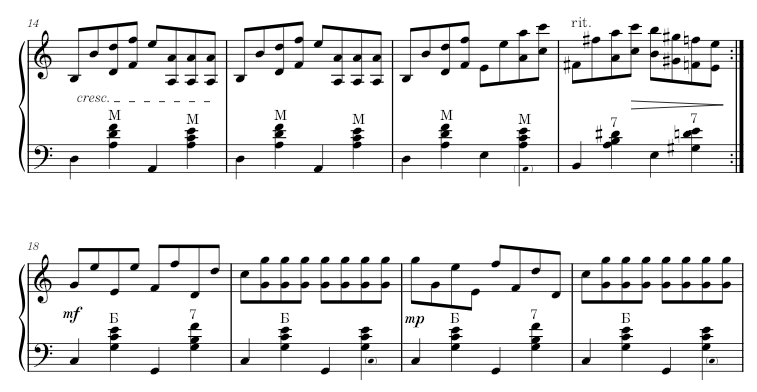 14
rit.
cresc.
M M M M M M 7 7
18
mf mp
Б 7 Б Б 7 Б